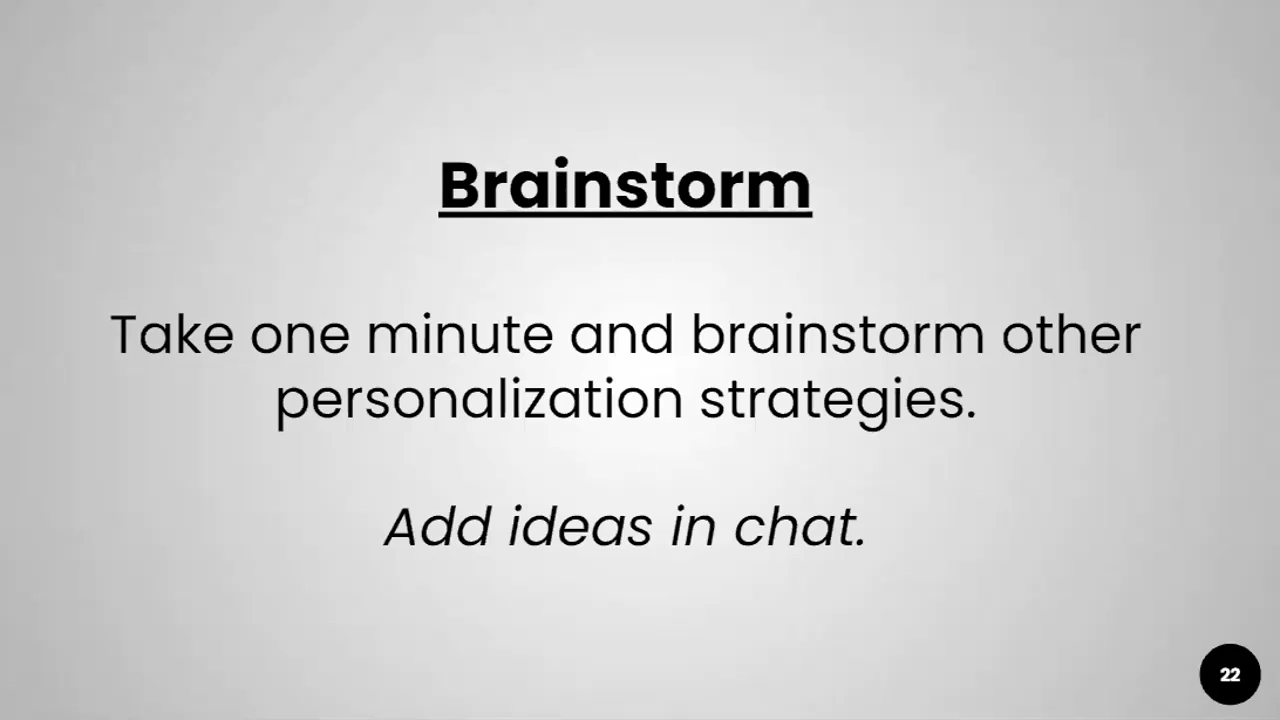 Brainstorm
Take one minute and brainstorm other
personalization strategies.
Add ideas in chat.
22